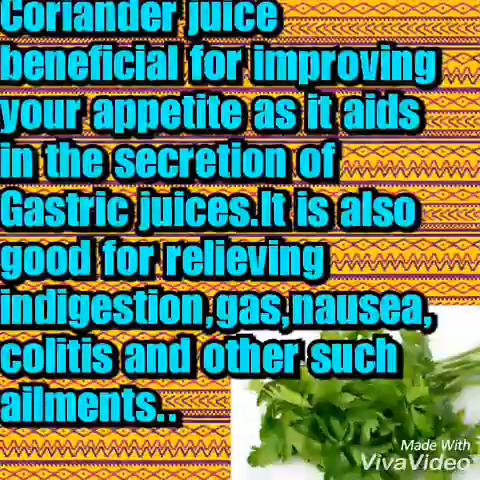 Coriander juice
beneficial for improving
your appetite as it aids
in the secretion of
Gastric juices.It is also
good for relieving
indigestion,gas,nausea,
colitis and other such
ailments..
Made With
VivaVideo